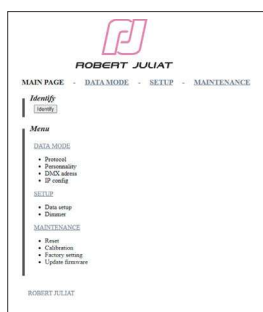 ROBERT JULIAT
MAIN PAGE - DATA MODE - SETUP - MAINTENANCE
Identify
Identify
Menu
DATA MODE
Protocol
Personnality
DMX adress
IP config
SETUP
Data setup
Dimmer
MAINTENANCE
Reset
Calibration
Factory setting
Update firmware
ROBERT JULIAT